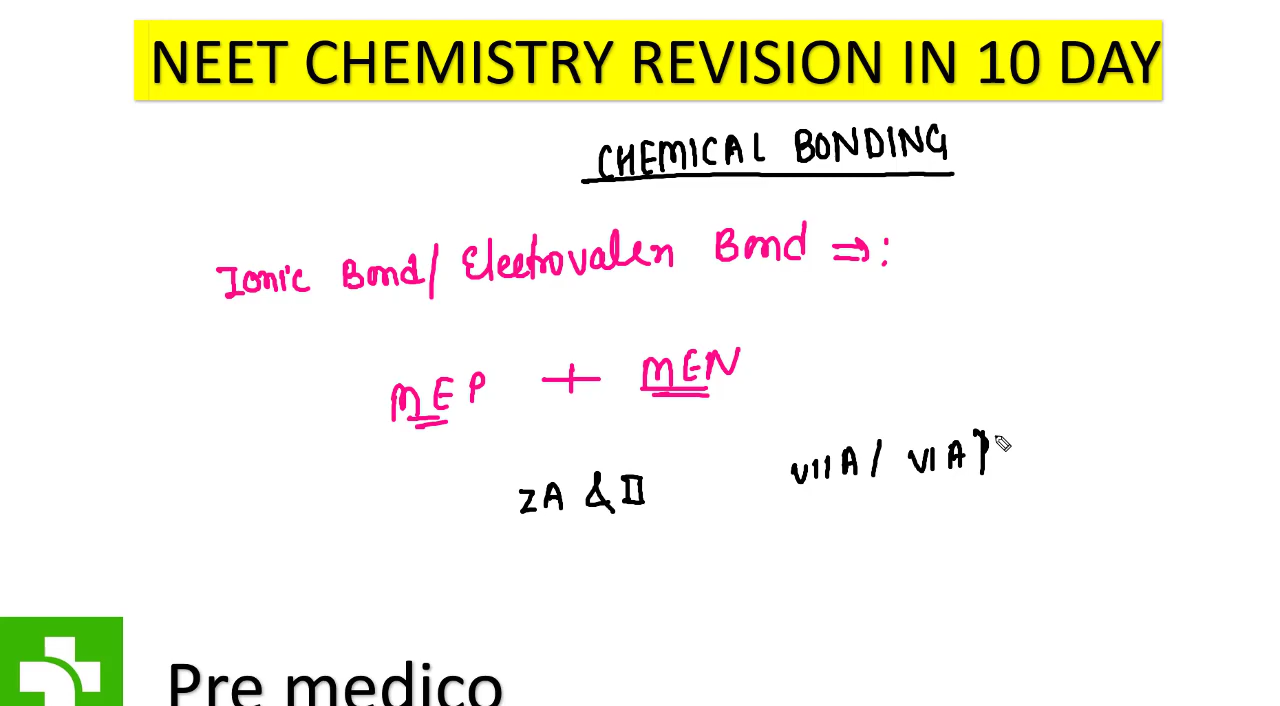 NEET CHEMISTRY REVISION IN 10 DAY
CHEMICAL BONDING
Ionic Bond/ Electrovalen Bond ⇒:
MEP + MEN
IA & II VIIA / VIA
Pre medico